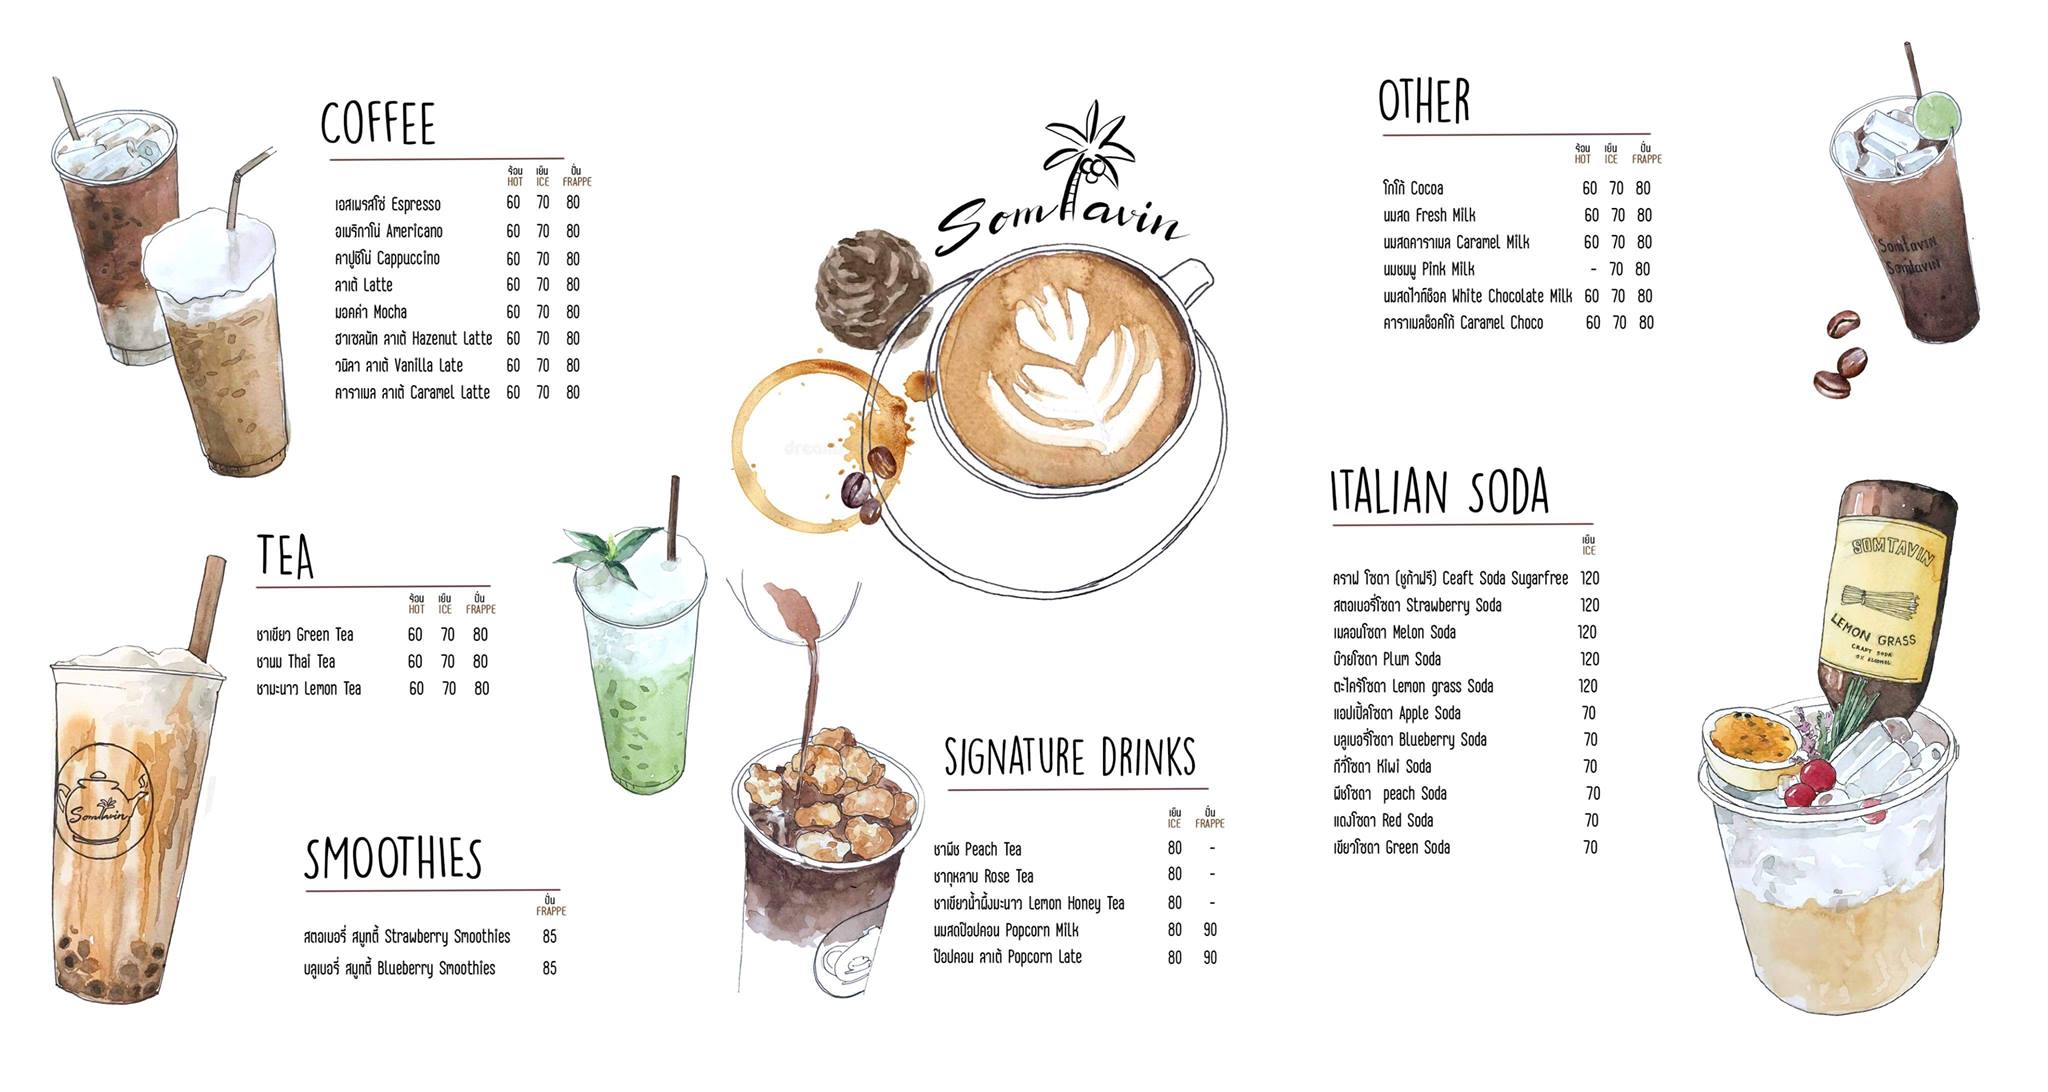 COFFEE
ร้อน เย็น ปั่น
HOT ICE FRAPPE
เอสเพรสโซ่ Espresso 60 70 80
อเมริกาโน่ Americano 60 70 80
คาปูชีโน่ Cappuccino 60 70 80
ลาเต้ Latte 60 70 80
มอคค่า Mocha 60 70 80
ฮาเซลนัท ลาเต้ Hazenut Latte 60 70 80
วนิลา ลาเต้ Vanilla Late 60 70 80
คาราเมล ลาเต้ Caramel Latte 60 70 80
TEA
ร้อน เย็น ปั่น
HOT ICE FRAPPE
ชาเขียว Green Tea 60 70 80
ชานม Thai Tea 60 70 80
ชามะนาว Lemon Tea 60 70 80
Somtavin
SMOOTHIES
ปั่น
FRAPPE
สตอเบอรี่ สมูทตี้ Strawberry Smoothies 85
บลูเบอรี่ สมูทตี้ Blueberry Smoothies 85
Somtavin
SIGNATURE DRINKS
เย็น ปั่น
ICE FRAPPE
ชาพีช Peach Tea 80 -
ชากุหลาบ Rose Tea 80 -
ชาเขียวน้ำผึ้งมะนาว Lemon Honey Tea 80 -
นมสดป๊อปคอน Popcorn Milk 80 90
ป๊อปคอน ลาเต้ Popcorn Late 80 90
OTHER
ร้อน เย็น ปั่น
HOT ICE FRAPPE
โกโก้ Cocoa 60 70 80
นมสด Fresh Milk 60 70 80
นมสดคาราเมล Caramel Milk 60 70 80
นมชมพู Pink Milk - 70 80
นมสดไวท์ช็อค White Chocolate Milk 60 70 80
คาราเมลช็อคโก้ Caramel Choco 60 70 80
Somtavin
Somtavin
ITALIAN SODA
เย็น
ICE
คราฟ โซดา (ชูก้าฟรี) Ceaft Soda Sugarfree 120
สตอเบอรี่โซดา Strawberry Soda 120
เมลอนโซดา Melon Soda 120
บ๊วยโซดา Plum Soda 120
ตะไคร้โซดา Lemon grass Soda 120
แอปเปิ้ลโซดา Apple Soda 70
บลูเบอรี่โซดา Blueberry Soda 70
กีวี่โซดา Kiwi Soda 70
พีชโซดา peach Soda 70
แดงโซดา Red Soda 70
เขียวโซดา Green Soda 70
SOMTAVIN
LEMON GRASS
CRAFT SODA